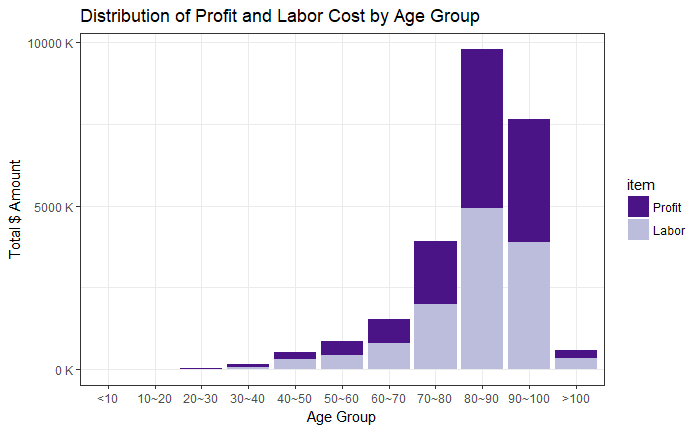 Distribution of Profit and Labor Cost by Age Group
10000 K
5000 K
0 K
Total $ Amount
<10 10~20 20~30 30~40 40~50 50~60 60~70 70~80 80~90 90~100 >100
Age Group
item
Profit
Labor